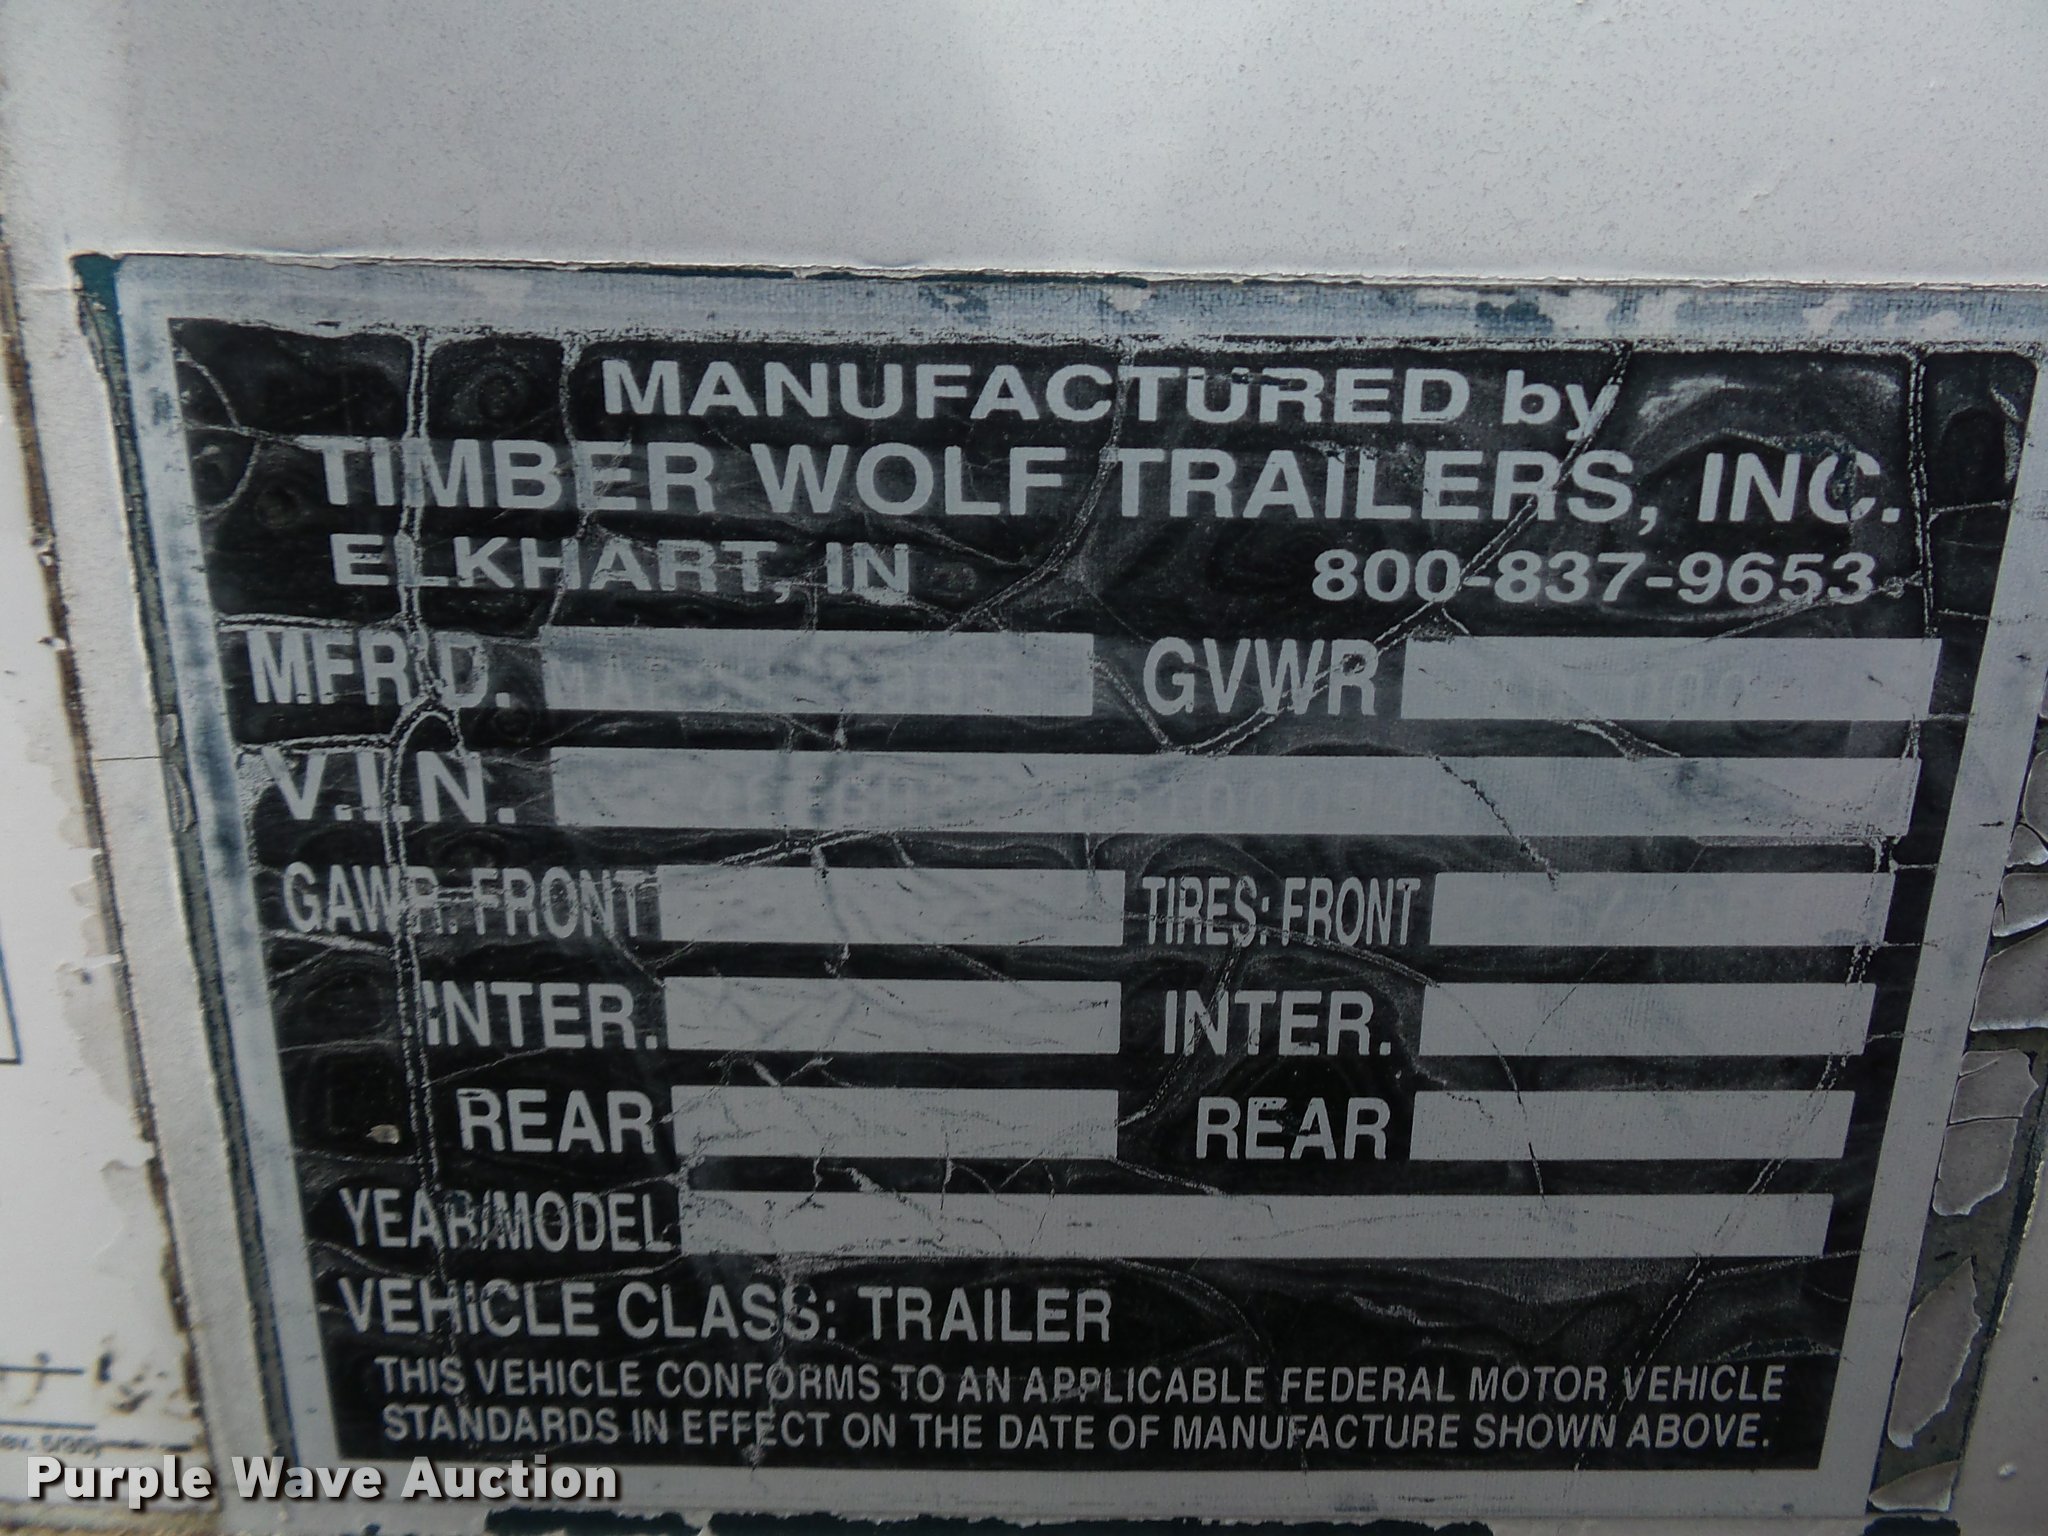 MANUFACTURED by
TIMBER WOLF TRAILERS, INC.
ELKHART, IN 800-837-9653
MFR'D. GVWR
V.I.N.
GAWR: FRONT TIRES: FRONT
INTER. INTER.
REAR REAR
YEAR/MODEL
VEHICLE CLASS: TRAILER
THIS VEHICLE CONFORMS TO AN APPLICABLE FEDERAL MOTOR VEHICLE
STANDARDS IN EFFECT ON THE DATE OF MANUFACTURE SHOWN ABOVE.
Purple Wave Auction